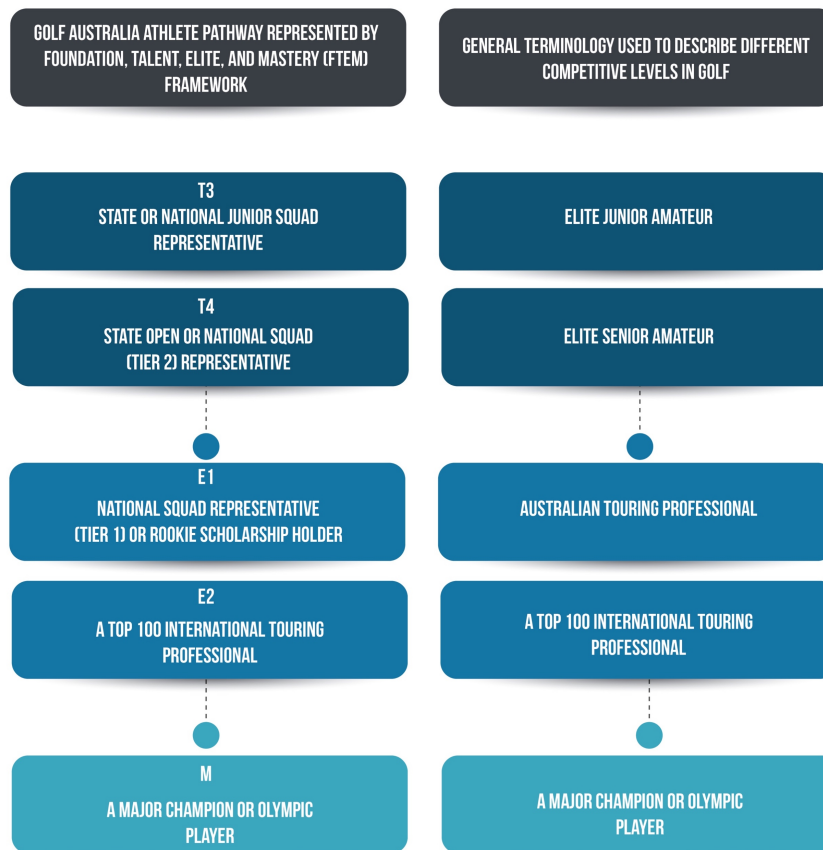 GOLF AUSTRALIA ATHLETE PATHWAY REPRESENTED BY
FOUNDATION, TALENT, ELITE, AND MASTERY (FTEM)
FRAMEWORK
GENERAL TERMINOLOGY USED TO DESCRIBE DIFFERENT
COMPETITIVE LEVELS IN GOLF
T3
STATE OR NATIONAL JUNIOR SQUAD
REPRESENTATIVE
ELITE JUNIOR AMATEUR
T4
STATE OPEN OR NATIONAL SQUAD
(TIER 2) REPRESENTATIVE
ELITE SENIOR AMATEUR
E1
NATIONAL SQUAD REPRESENTATIVE
(TIER 1) OR ROOKIE SCHOLARSHIP HOLDER
AUSTRALIAN TOURING PROFESSIONAL
E2
A TOP 100 INTERNATIONAL TOURING
PROFESSIONAL
A TOP 100 INTERNATIONAL TOURING
PROFESSIONAL
M
A MAJOR CHAMPION OR OLYMPIC
PLAYER
A MAJOR CHAMPION OR OLYMPIC
PLAYER